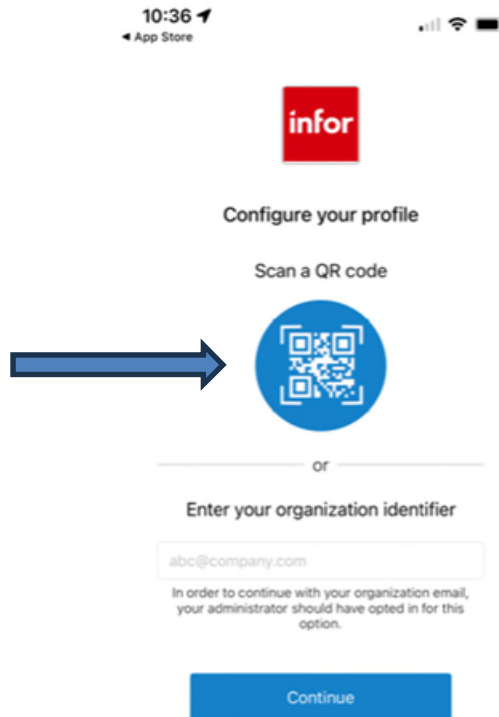 10:36
◄ App Store
infor
Configure your profile
Scan a QR code
or
Enter your organization identifier
abc@company.com
In order to continue with your organization email,
your administrator should have opted in for this
option.
Continue